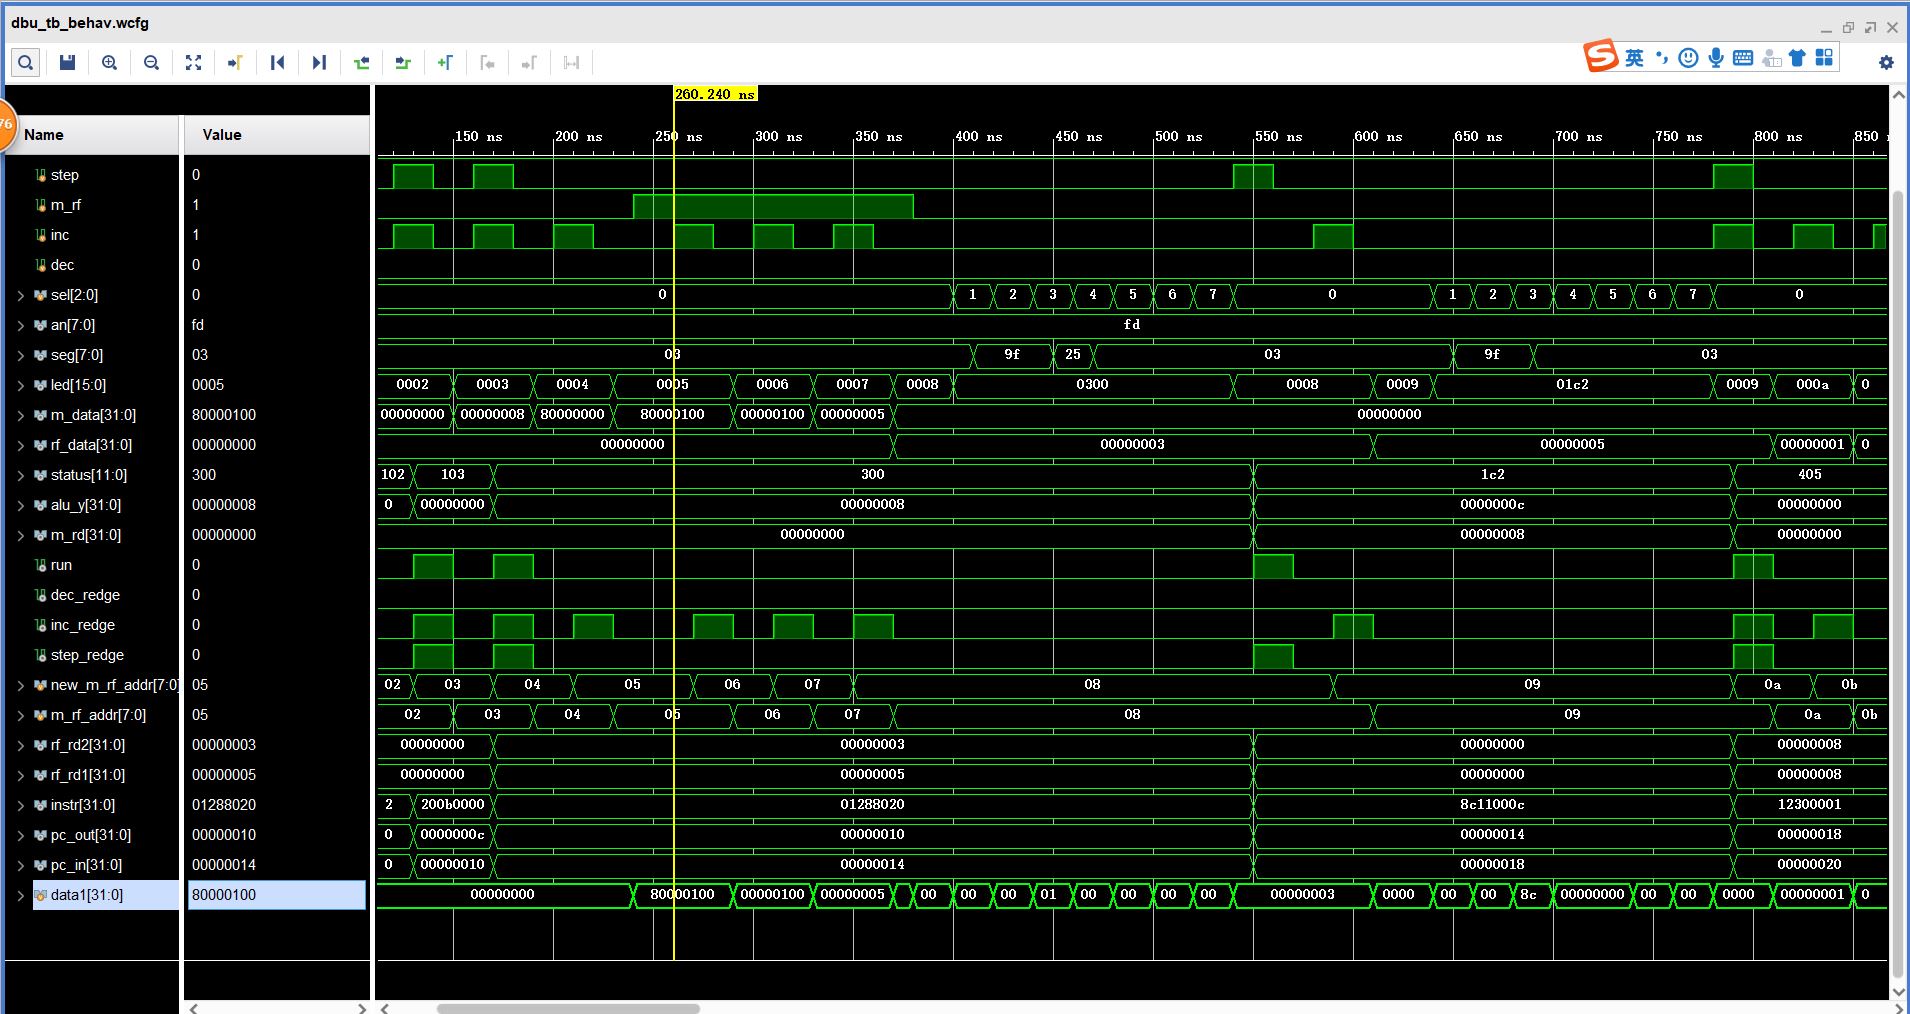 dbu_tb_behav.wcfg
英
76
Name Value
260.240 ns
150 ns 200 ns 250 ns 300 ns 350 ns 400 ns 450 ns 500 ns 550 ns 600 ns 650 ns 700 ns 750 ns 800 ns 850 n
step 0
m_rf 1
inc 1
dec 0
sel[2:0] 0 0 1 2 3 4 5 6 7 0 1 2 3 4 5 6 7 0
an[7:0] fd fd
seg[7:0] 03 03 9f 25 03 9f 03
led[15:0] 0005 0002 0003 0004 0005 0006 0007 0008 0300 0008 0009 01c2 0009 000a 0
m_data[31:0] 80000100 00000000 00000008 80000000 80000100 00000100 00000005 00000000
rf_data[31:0] 00000000 00000000 00000003 00000005 00000001 0
status[11:0] 300 102 103 300 1c2 405
alu_y[31:0] 00000008 0 00000000 00000008 0000000c 00000000
m_rd[31:0] 00000000 00000000 00000008 00000000
run 0
dec_redge 0
inc_redge 0
step_redge 0
new_m_rf_addr[7:0] 05 02 03 04 05 06 07 08 09 0a 0b
m_rf_addr[7:0] 05 02 03 04 05 06 07 08 09 0a 0b
rf_rd2[31:0] 00000003 00000000 00000003 00000000 00000008
rf_rd1[31:0] 00000005 00000000 00000005 00000000 00000008
instr[31:0] 01288020 2 200b0000 01288020 8c11000c 12300001
pc_out[31:0] 00000010 0 0000000c 00000010 00000014 00000018
pc_in[31:0] 00000014 0 00000010 00000014 00000018 00000020
data1[31:0] 80000100 00000000 80000100 00000100 00000005 00 00 00 01 00 00 00 00 00000003 0000 00 00 8c 00000000 00 00 0000 00000001 0